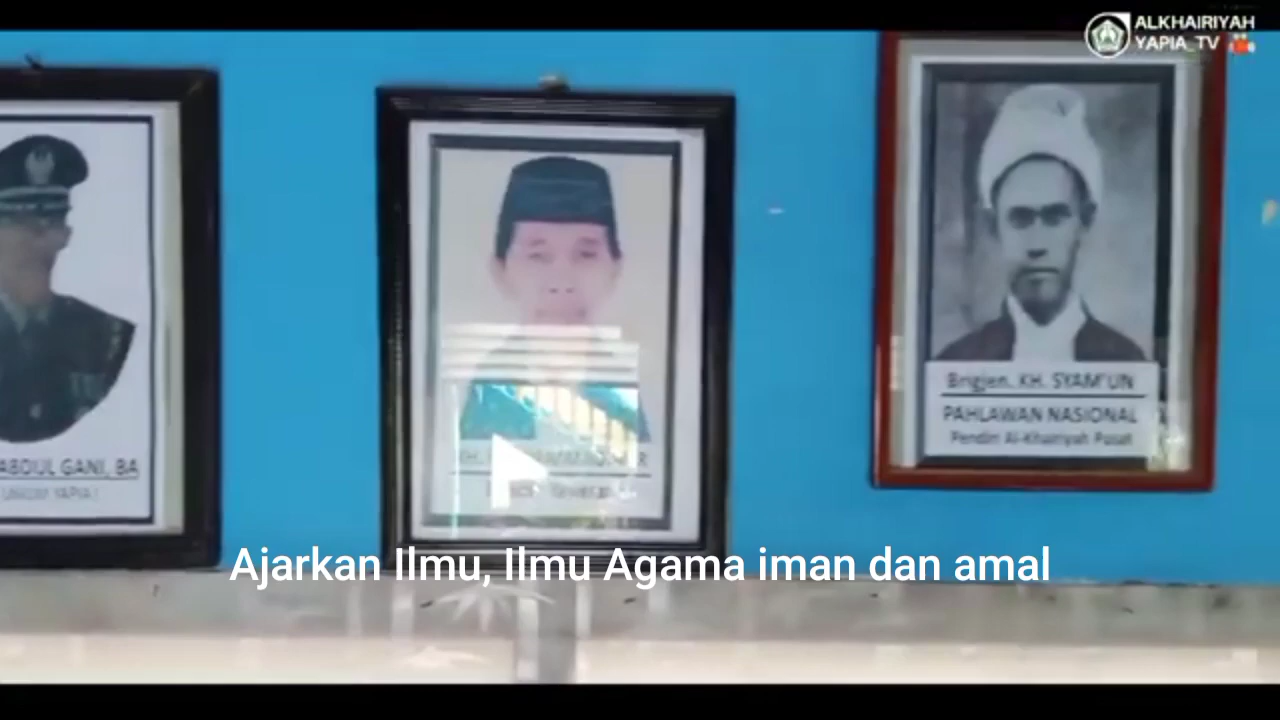 ALKHAIRIYAH
YAPIA_TV
ABDUL GANI, BA
Brigjen. KH. SYAM'UN
PAHLAWAN NASIONAL
Pendiri Al-Khairiyah Pusat
Ajarkan Ilmu, Ilmu Agama iman dan amal